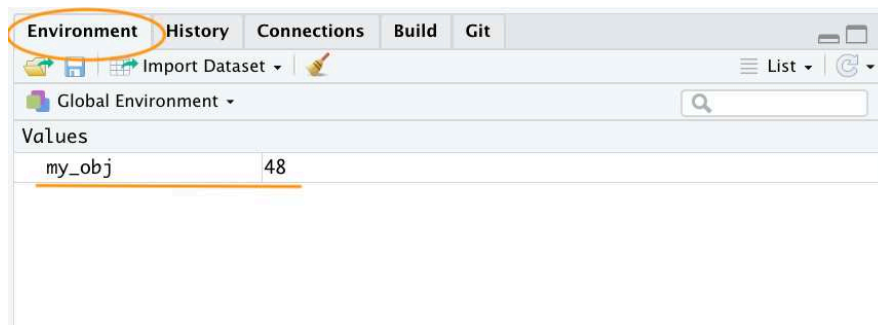 Environment History Connections Build Git
Import Dataset List
Global Environment
Values
my_obj 48